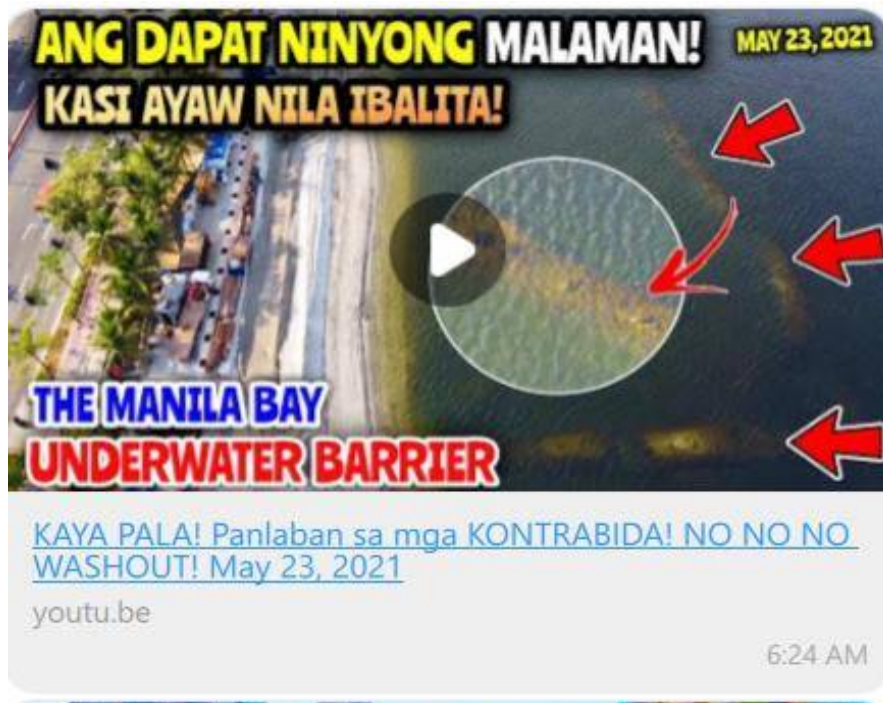 ANG DAPAT NINYONG MALAMAN!
MAY 23, 2021
KASI AYAW NILA IBALITA!
THE MANILA BAY
UNDERWATER BARRIER
KAYA PALA! Panlaban sa mga KONTRABIDA! NO NO NO
WASHOUT! May 23, 2021
youtu.be
6:24 AM